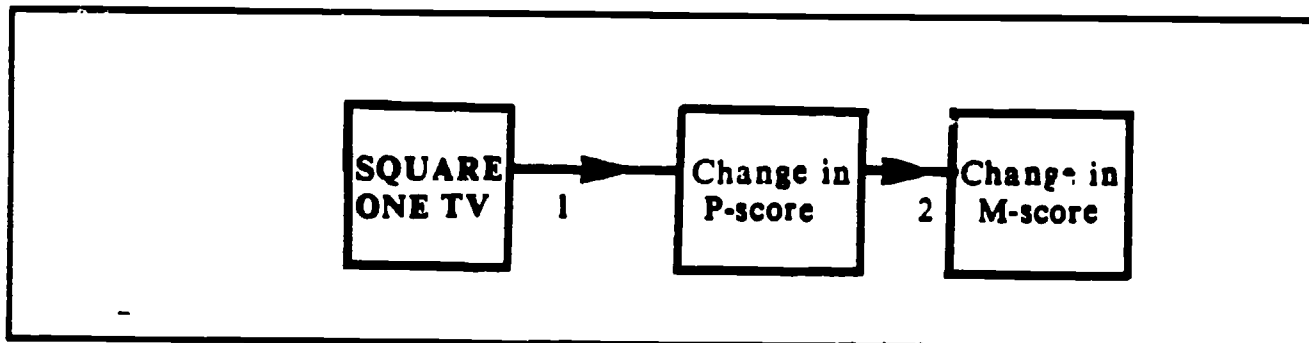 SQUARE
ONE TV
1
Change in
P-score
2
Change in
M-score